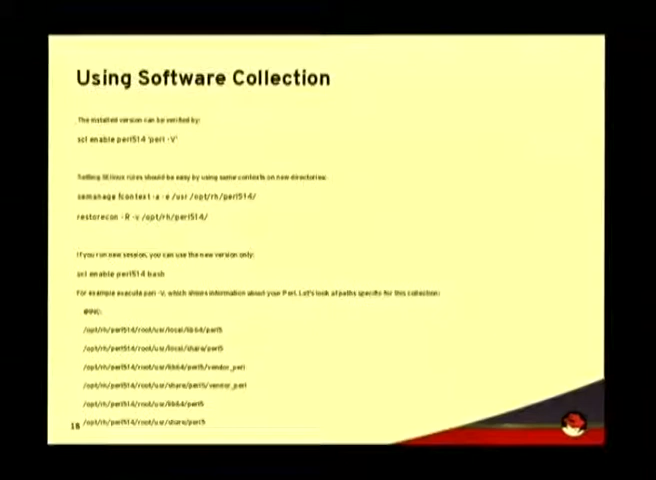 Using Software Collection
The installed version can be verified by:
scl enable perl514 'perl -V'
Setting SELinux rules should be easy by using same contexts on new directories:
semanage fcontext -a -e /usr /opt/rh/perl514/
restorecon -R -v /opt/rh/perl514/
If you run new session, you can use the new version only:
scl enable perl514 bash
For example execute perl -V, which shows information about your Perl. Let's look at paths specific for this collection:
@INC:
/opt/rh/perl514/root/usr/local/lib64/perl5
/opt/rh/perl514/root/usr/local/share/perl5
/opt/rh/perl514/root/usr/lib64/perl5/vendor_perl
/opt/rh/perl514/root/usr/share/perl5/vendor_perl
/opt/rh/perl514/root/usr/lib64/perl5
/opt/rh/perl514/root/usr/share/perl5
18